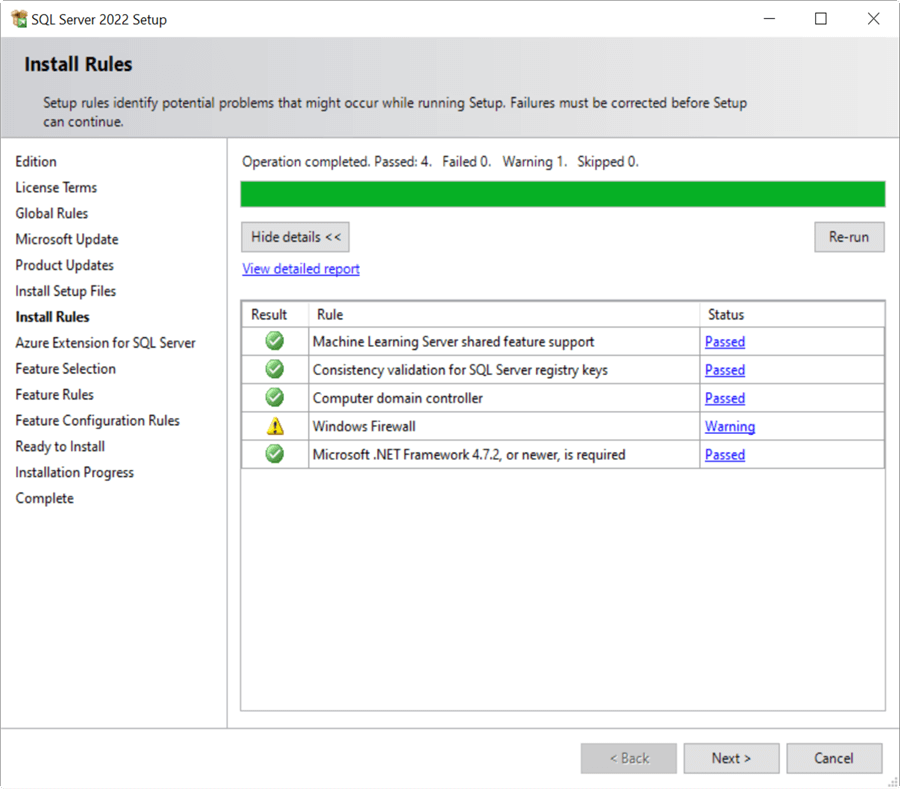 SQL Server 2022 Setup
Install Rules
Setup rules identify potential problems that might occur while running Setup. Failures must be corrected before Setup
can continue.
Edition
License Terms
Global Rules
Microsoft Update
Product Updates
Install Setup Files
Install Rules
Azure Extension for SQL Server
Feature Selection
Feature Rules
Feature Configuration Rules
Ready to Install
Installation Progress
Complete
Operation completed. Passed: 4.   Failed 0.   Warning 1.   Skipped 0.
Hide details <<
Re-run
View detailed report
Result Rule Status
Machine Learning Server shared feature support Passed
Consistency validation for SQL Server registry keys Passed
Computer domain controller Passed
Windows Firewall Warning
Microsoft .NET Framework 4.7.2, or newer, is required Passed
< Back
Next >
Cancel